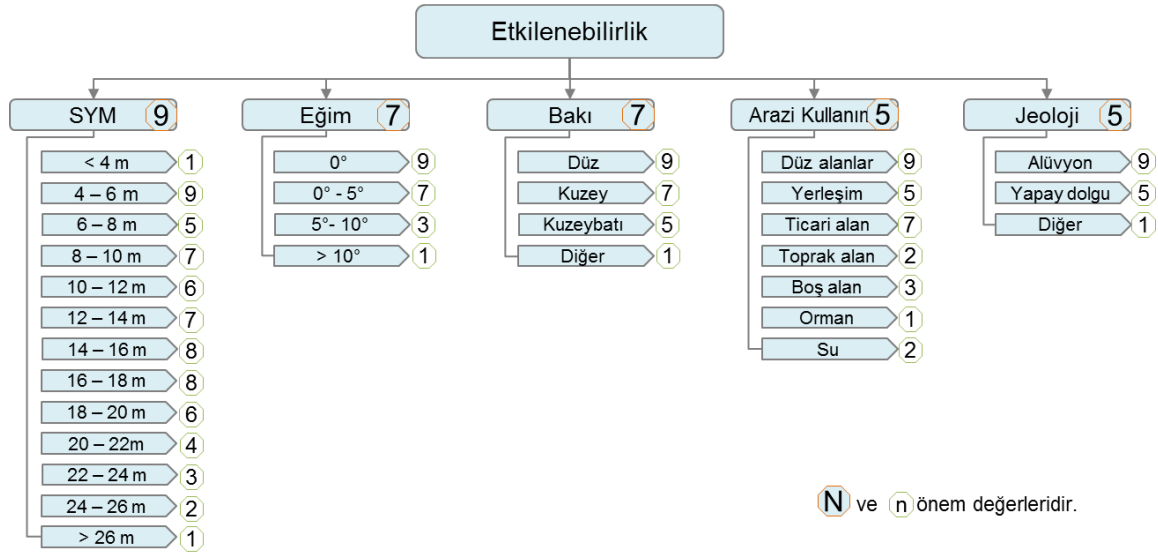 Etkilenebilirlik
SYM 9
< 4 m 1
4 – 6 m 9
6 – 8 m 5
8 – 10 m 7
10 – 12 m 6
12 – 14 m 7
14 – 16 m 8
16 – 18 m 8
18 – 20 m 6
20 – 22m 4
22 – 24 m 3
24 – 26 m 2
> 26 m 1
Eğim 7
0° 9
0° - 5° 7
5°- 10° 3
> 10° 1
Bakı 7
Düz 9
Kuzey 7
Kuzeybatı 5
Diğer 1
Arazi Kullanım 5
Düz alanlar 9
Yerleşim 5
Ticari alan 7
Toprak alan 2
Boş alan 3
Orman 1
Su 2
Jeoloji 5
Alüvyon 9
Yapay dolgu 5
Diğer 1
N ve n önem değerleridir.